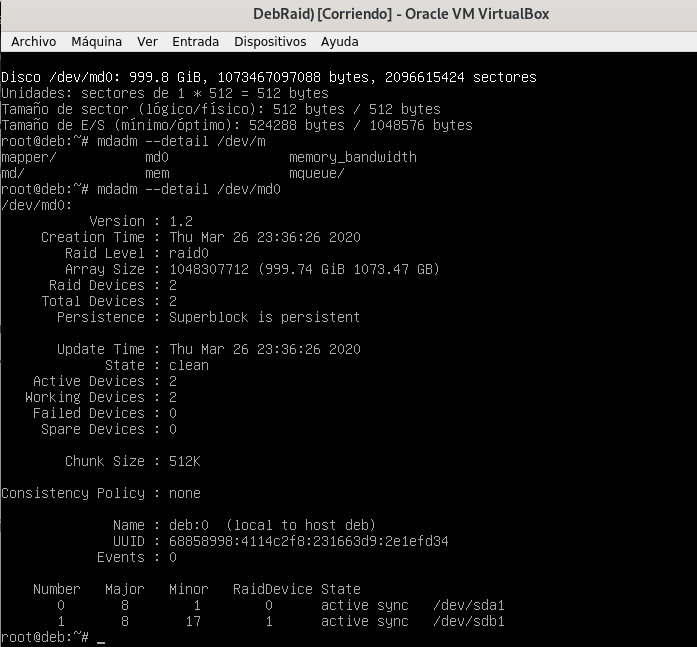 DebRaid) [Corriendo] - Oracle VM VirtualBox
Archivo Máquina Ver Entrada Dispositivos Ayuda
Disco /dev/md0: 999.8 GiB, 1073467097088 bytes, 2096615424 sectores
Unidades: sectores de 1 * 512 = 512 bytes
Tamaño de sector (lógico/físico): 512 bytes / 512 bytes
Tamaño de E/S (mínimo/óptimo): 524288 bytes / 1048576 bytes
root@deb:~# mdadm --detail /dev/m
mapper/ md0 memory_bandwidth
md/ mem mqueue/
root@deb:~# mdadm --detail /dev/md0
/dev/md0:
Version : 1.2
Creation Time : Thu Mar 26 23:36:26 2020
Raid Level : raid0
Array Size : 1048307712 (999.74 GiB 1073.47 GB)
Raid Devices : 2
Total Devices : 2
Persistence : Superblock is persistent
Update Time : Thu Mar 26 23:36:26 2020
State : clean
Active Devices : 2
Working Devices : 2
Failed Devices : 0
Spare Devices : 0
Chunk Size : 512K
Consistency Policy : none
Name : deb:0 (local to host deb)
UUID : 68858998:4114c2f8:231663d9:2e1efd34
Events : 0
Number Major Minor RaidDevice State
0 8 1 0 active sync /dev/sda1
1 8 17 1 active sync /dev/sdb1
root@deb:~# _